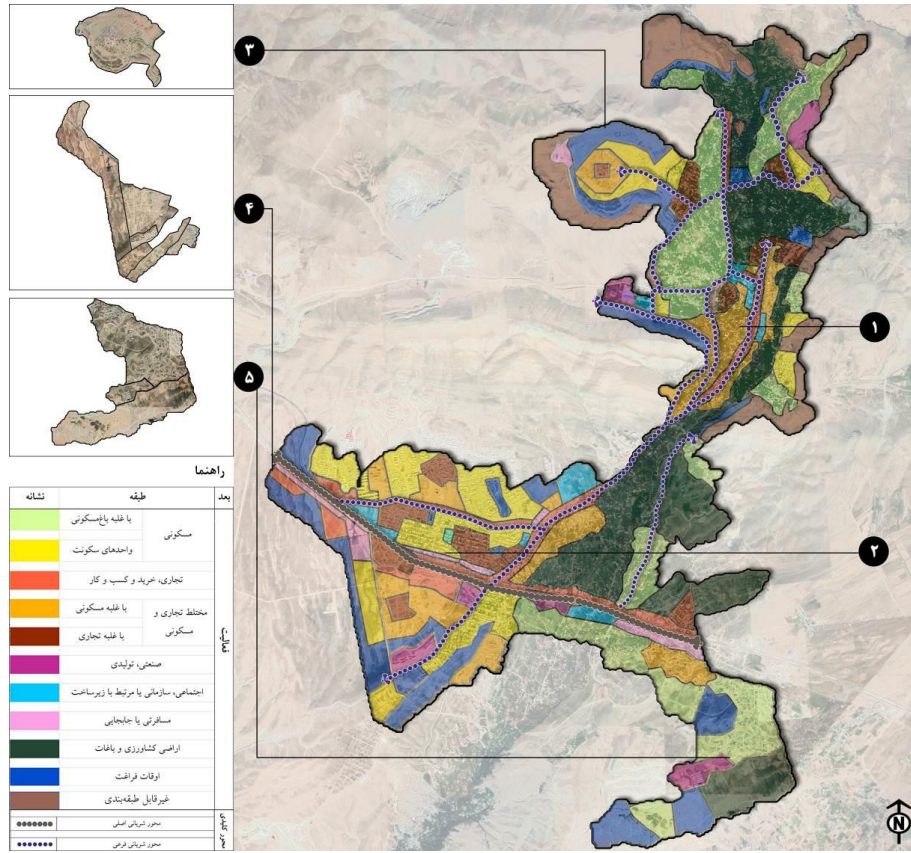 ۳
۴
۱
۵
۲
راهنما
بعد
طبقه
نشانه
فعالیت
مسکونی
با غلبه باغ‌مسکونی
واحدهای سکونت
تجاری، خرید و کسب و کار
مختلط تجاری و مسکونی
با غلبه مسکونی
با غلبه تجاری
صنعتی، تولیدی
اجتماعی، سازمانی یا مرتبط با زیرساخت
مسافرتی یا جابجایی
اراضی کشاورزی و باغات
اوقات فراغت
غیرقابل طبقه‌بندی
محور کلیدی
محور شریانی اصلی
محور شریانی فرعی
N